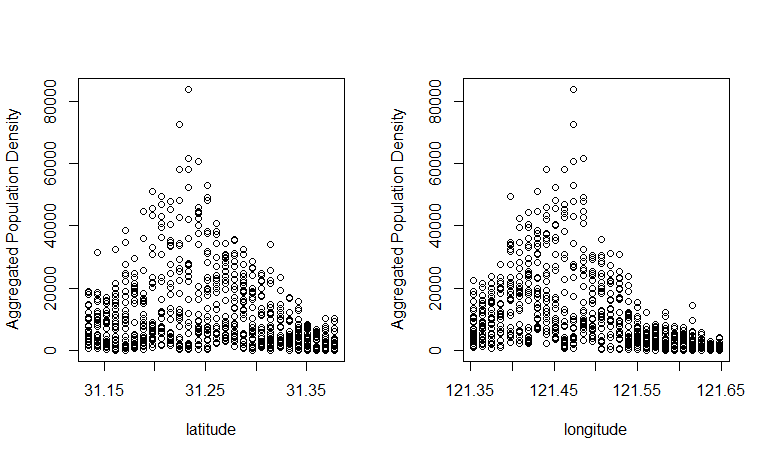 Aggregated Population Density
80000
60000
40000
20000
0
31.15 31.25 31.35
latitude
Aggregated Population Density
80000
60000
40000
20000
0
121.35 121.45 121.55 121.65
longitude